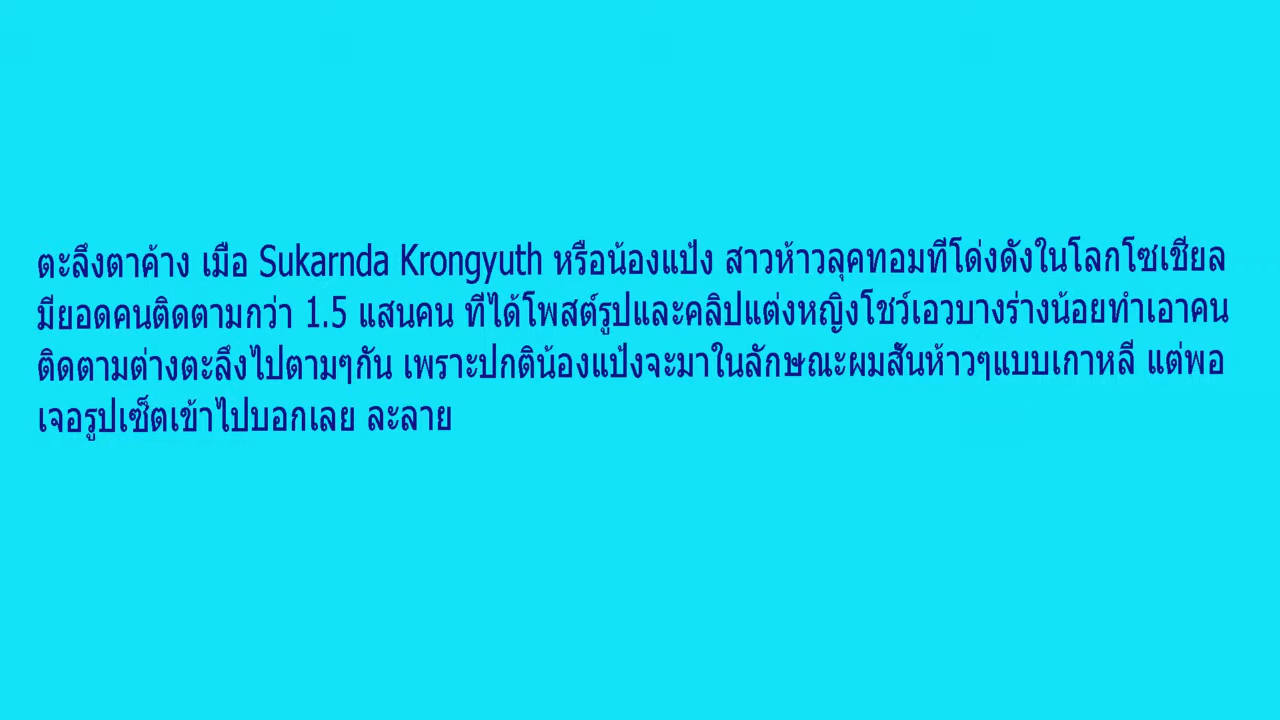 ตะลึงตาค้าง เมื่อ Sukarnda Krongyuth หรือน้องแป้ง สาวห้าวลุคทอมที่โด่งดังในโลกโซเชียล
มียอดคนติดตามกว่า 1.5 แสนคน ที่ได้โพสต์รูปและคลิปแต่งหญิงโชว์เอวบางร่างน้อยทำเอาคน
ติดตามต่างตะลึงไปตามๆกัน เพราะปกติน้องแป้งจะมาในลักษณะผมสั้นห้าวๆแบบเกาหลี แต่พอ
เจอรูปเซ็ตเข้าไปบอกเลย ละลาย